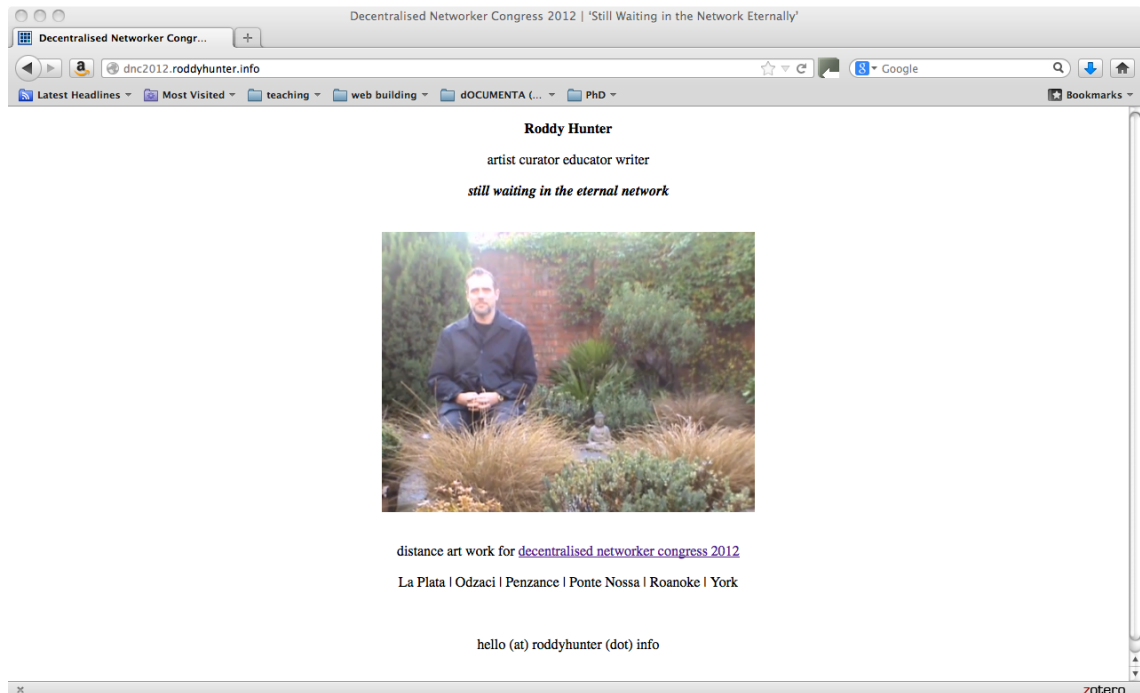 Decentralised Networker Congress 2012 | 'Still Waiting in the Network Eternally'
Decentralised Networker Congr...
dnc2012.roddyhunter.info
Google
Latest Headlines
Most Visited
teaching
web building
dOCUMENTA (...
PhD
Bookmarks
Roddy Hunter
artist curator educator writer
still waiting in the eternal network
distance art work for decentralised networker congress 2012
La Plata | Odzaci | Penzance | Ponte Nossa | Roanoke | York
hello (at) roddyhunter (dot) info
zotero